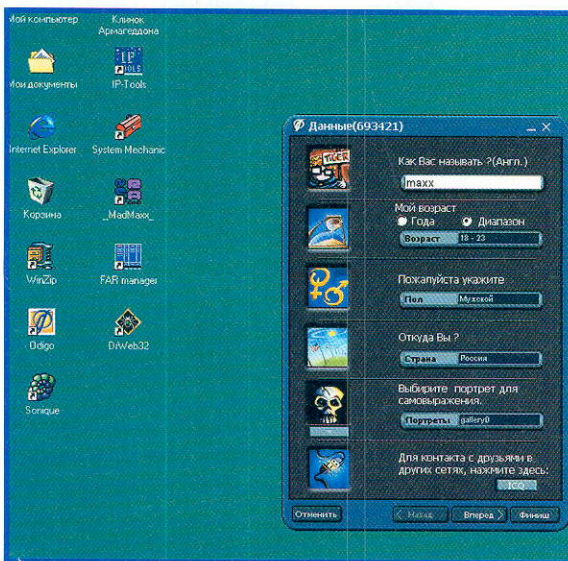 Мой компьютер
Клинок Армагеддона
Мои документы
IP-Tools
Internet Explorer
System Mechanic
Корзина
_MadMaxx_
WinZip
FAR manager
Odigo
DrWeb32
Sonique
Данные(693421)
TIGER
Как Вас называть ?(Англ.)
maxx
Мой возраст
Года
Диапазон
Возраст
18 - 23
Пожалуйста укажите
Пол
Мужской
Откуда Вы ?
Страна
Россия
Выбирите портрет для
самовыражения.
Портреты
gallery0
Для контакта с друзьями в
других сетях, нажмите здесь:
ICQ
Отменить
< Назад
Вперед >
Финиш